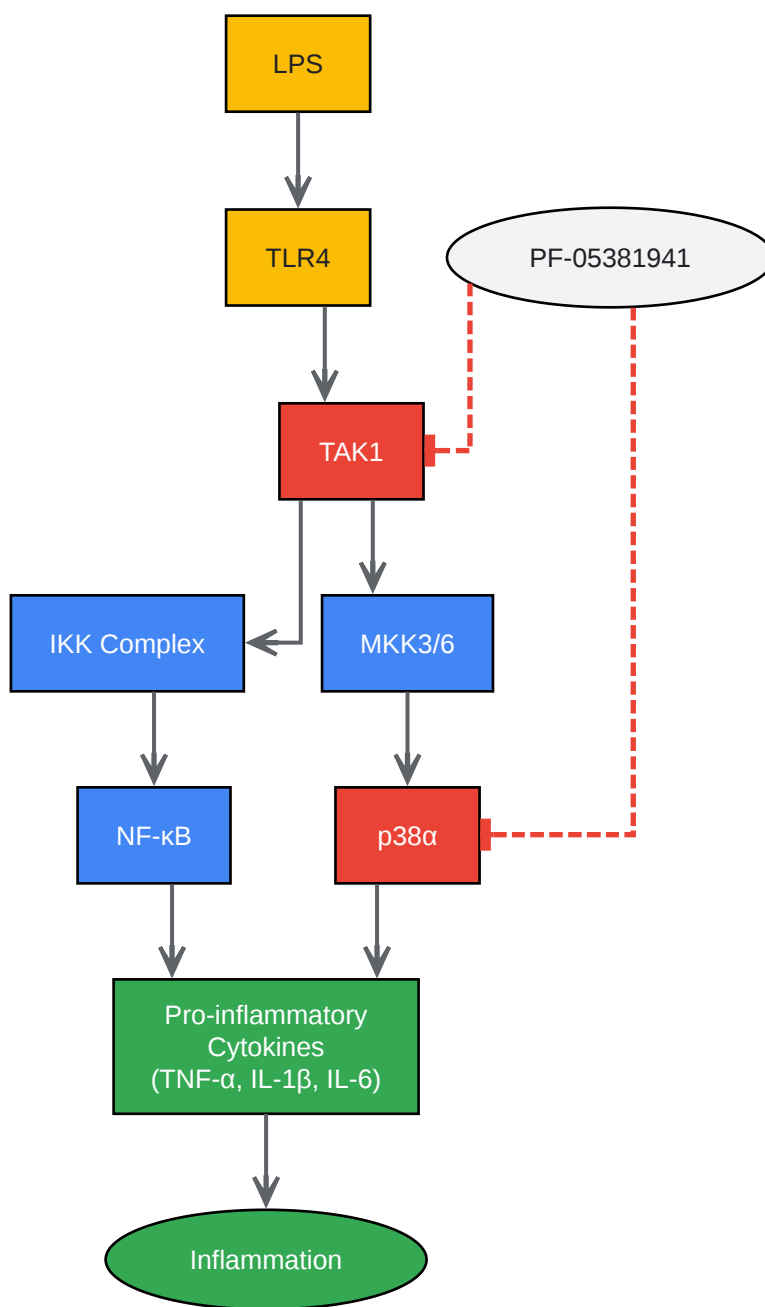 LPS
TLR4
PF-05381941
TAK1
IKK Complex
MKK3/6
NF-κB
p38α
Pro-inflammatory
Cytokines
(TNF-α, IL-1β, IL-6)
Inflammation